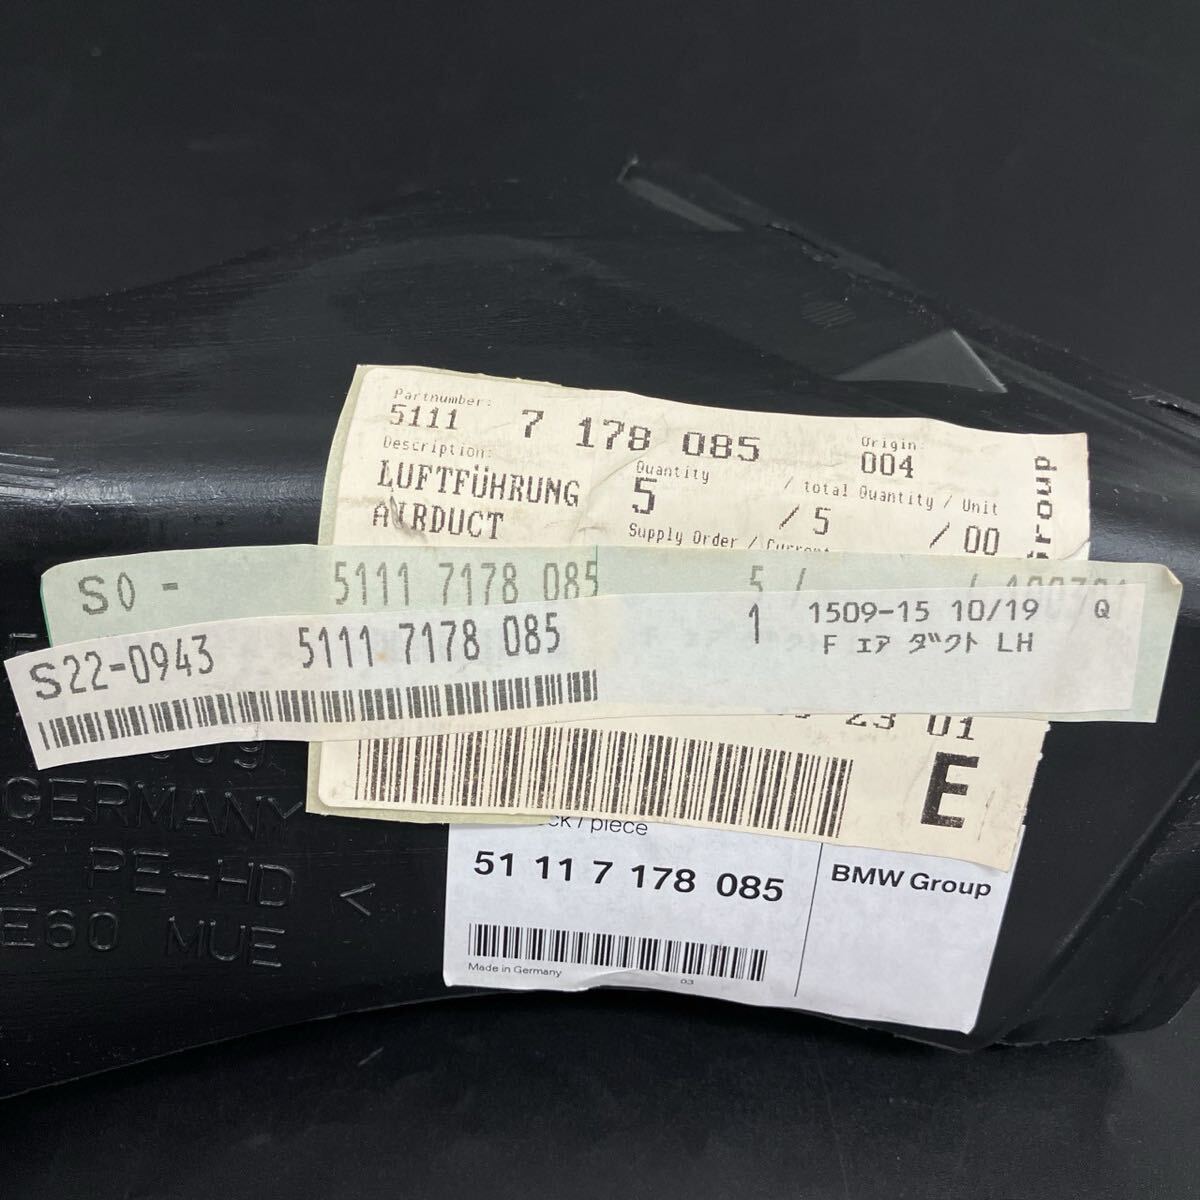 Partnumber:
5111 7 178 085
Origin:
004
Description:
LUFTFÜHRUNG
AIRDUCT
Quantity / total Quantity / Unit
5 / 5 / 00
Supply Order /
Group
S0 - 5111 7178 085 5 /
S22-0943 5111 7178 085 1 1509-15 10/19 Q
F エア ダクト LH
23 01
E
GERMANY
> PE-HD <
E60 MUE
/ piece
51 11 7 178 085
BMW Group
Made in Germany
03